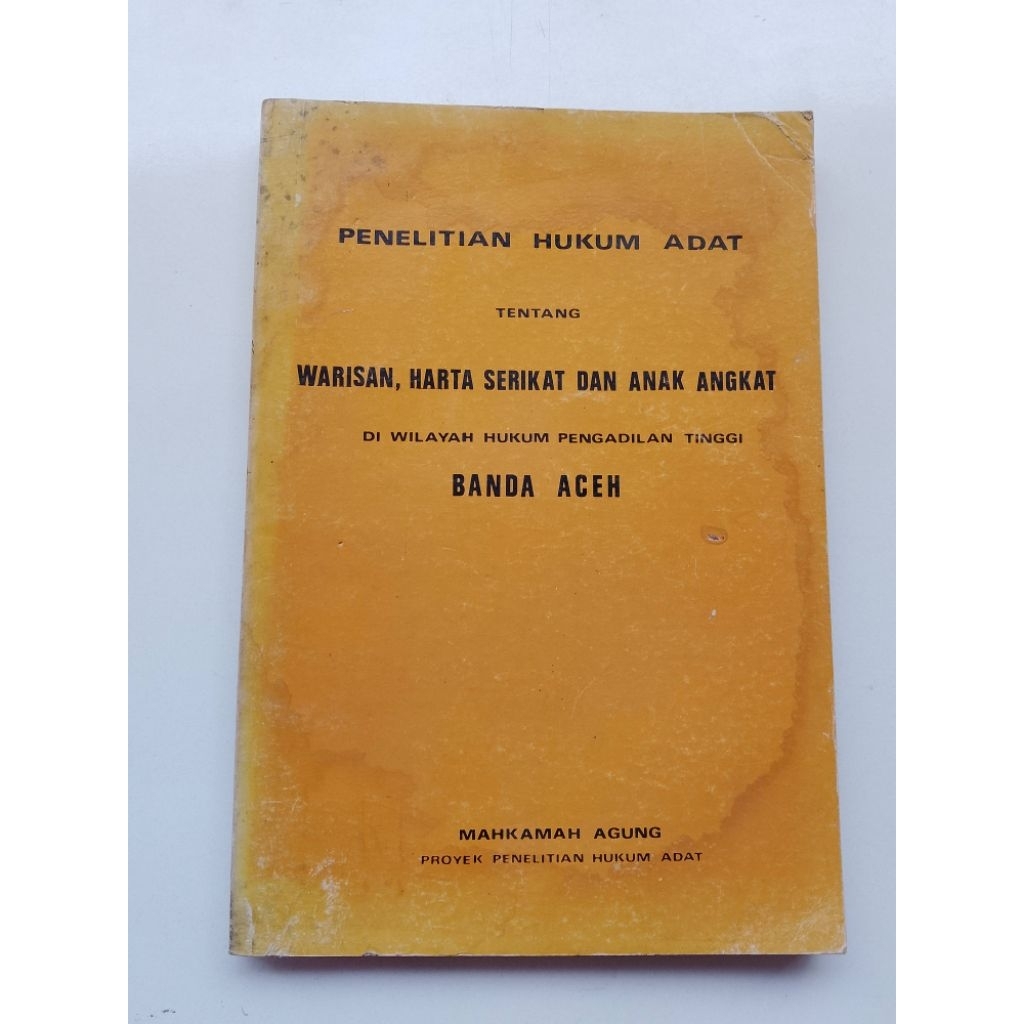 PENELITIAN HUKUM ADAT
TENTANG
WARISAN, HARTA SERIKAT DAN ANAK ANGKAT
DI WILAYAH HUKUM PENGADILAN TINGGI
BANDA ACEH
MAHKAMAH AGUNG
PROYEK PENELITIAN HUKUM ADAT